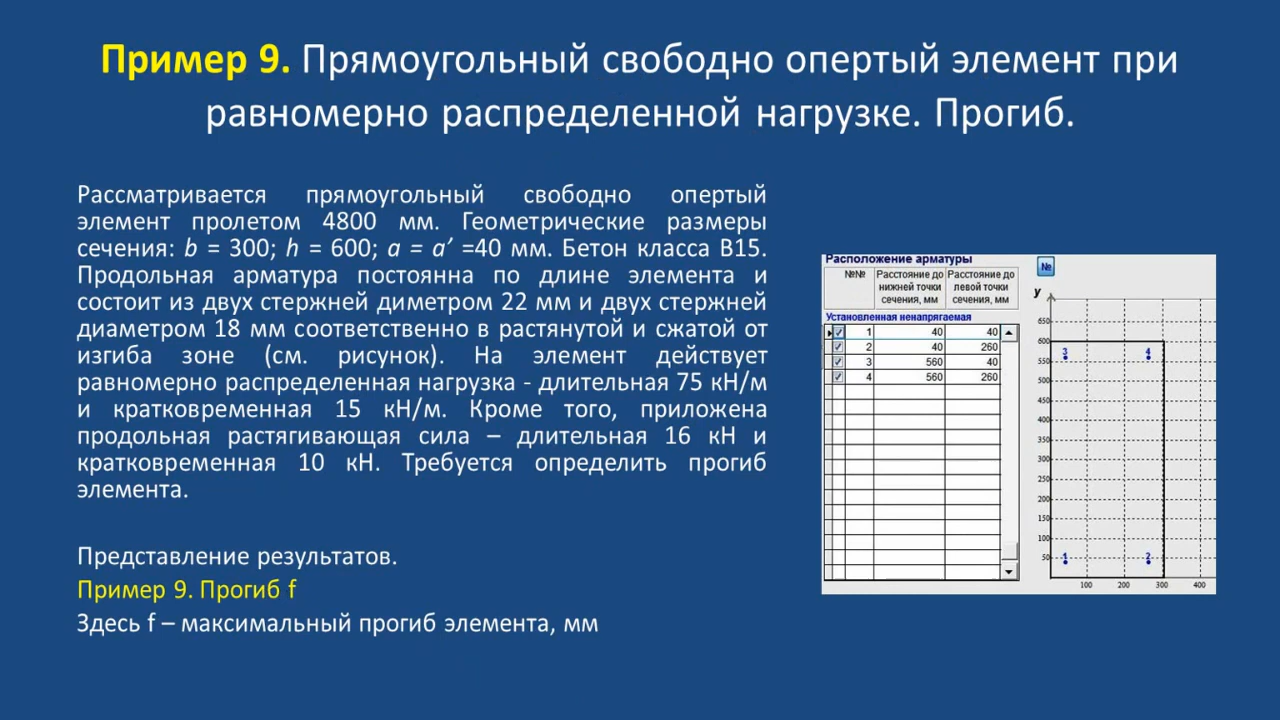 Пример 9. Прямоугольный свободно опертый элемент при
равномерно распределенной нагрузке. Прогиб.
Рассматривается прямоугольный свободно опертый
элемент пролетом 4800 мм. Геометрические размеры
сечения: b = 300; h = 600; a = a’ =40 мм. Бетон класса B15.
Продольная арматура постоянна по длине элемента и
состоит из двух стержней диметром 22 мм и двух стержней
диаметром 18 мм соответственно в растянутой и сжатой от
изгиба зоне (см. рисунок). На элемент действует
равномерно распределенная нагрузка - длительная 75 кН/м
и кратковременная 15 кН/м. Кроме того, приложена
продольная растягивающая сила – длительная 16 кН и
кратковременная 10 кН. Требуется определить прогиб
элемента.
Представление результатов.
Пример 9. Прогиб f
Здесь f – максимальный прогиб элемента, мм
Расположение арматуры
№№ Расстояние до нижней точки сечения, мм Расстояние до левой точки сечения, мм
Установленная ненапрягаемая
1 40 40
2 40 260
3 560 40
4 560 260
№
y
650
600
550
500
450
400
350
300
250
200
150
100
50
3 4
1 2
100 200 300 400